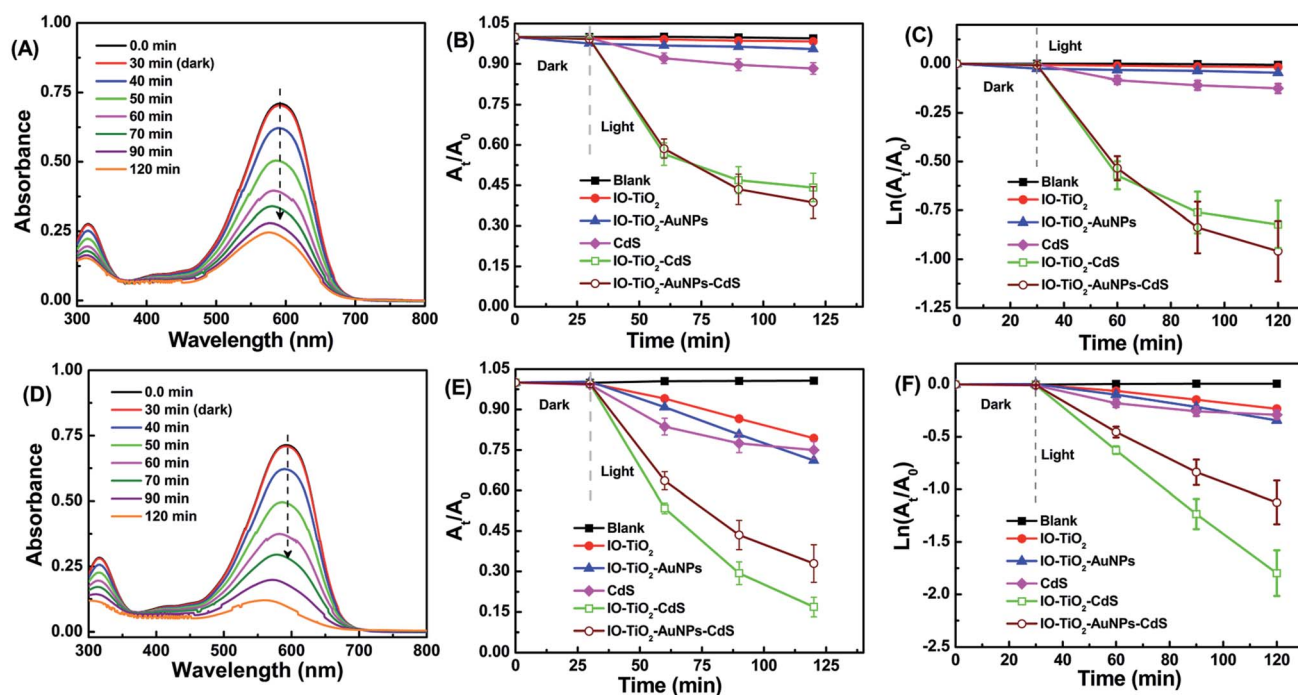 (A)
1.00
0.75
0.50
0.25
0.00
Absorbance
0.0 min
30 min (dark)
40 min
50 min
60 min
70 min
90 min
120 min
300 400 500 600 700 800
Wavelength (nm)
(B)
1.05
0.90
0.75
0.60
0.45
0.30
0.15
0.00
At/A0
Dark
Light
Blank
IO-TiO2
IO-TiO2-AuNPs
CdS
IO-TiO2-CdS
IO-TiO2-AuNPs-CdS
0 25 50 75 100 125
Time (min)
(C)
0.00
-0.25
-0.50
-0.75
-1.00
-1.25
Ln(At/A0)
Light
Dark
Blank
IO-TiO2
IO-TiO2-AuNPs
CdS
IO-TiO2-CdS
IO-TiO2-AuNPs-CdS
0 20 40 60 80 100 120 140
Time (min)
(D)
1.00
0.75
0.50
0.25
0.00
Absorbance
0.0 min
30 min (dark)
40 min
50 min
60 min
70 min
90 min
120 min
300 400 500 600 700 800
Wavelength (nm)
(E)
1.05
0.90
0.75
0.60
0.45
0.30
0.15
0.00
At/A0
Dark
Light
Blank
IO-TiO2
IO-TiO2-AuNPs
CdS
IO-TiO2-CdS
IO-TiO2-AuNPs-CdS
0 25 50 75 100 125
Time (min)
(F)
0.0
-0.5
-1.0
-1.5
-2.0
-2.5
Ln(At/A0)
Dark
Light
Blank
IO-TiO2
IO-TiO2-AuNPs
CdS
IO-TiO2-CdS
IO-TiO2-AuNPs-CdS
0 20 40 60 80 100 120 140
Time (min)